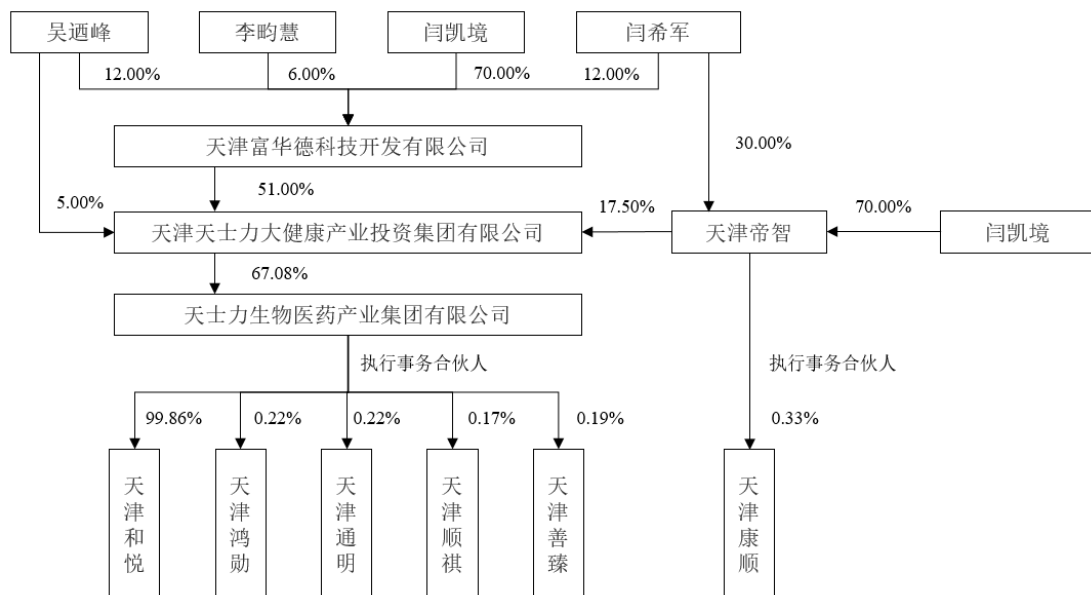 吴迺峰
李畇慧
闫凯境
闫希军
12.00%
6.00%
70.00%
12.00%
天津富华德科技开发有限公司
30.00%
51.00%
5.00%
17.50%
70.00%
天津天士力大健康产业投资集团有限公司
天津帝智
闫凯境
67.08%
天士力生物医药产业集团有限公司
执行事务合伙人
执行事务合伙人
99.86%
0.22%
0.22%
0.17%
0.19%
0.33%
天津和悦
天津鸿勋
天津通明
天津顺祺
天津善臻
天津康顺